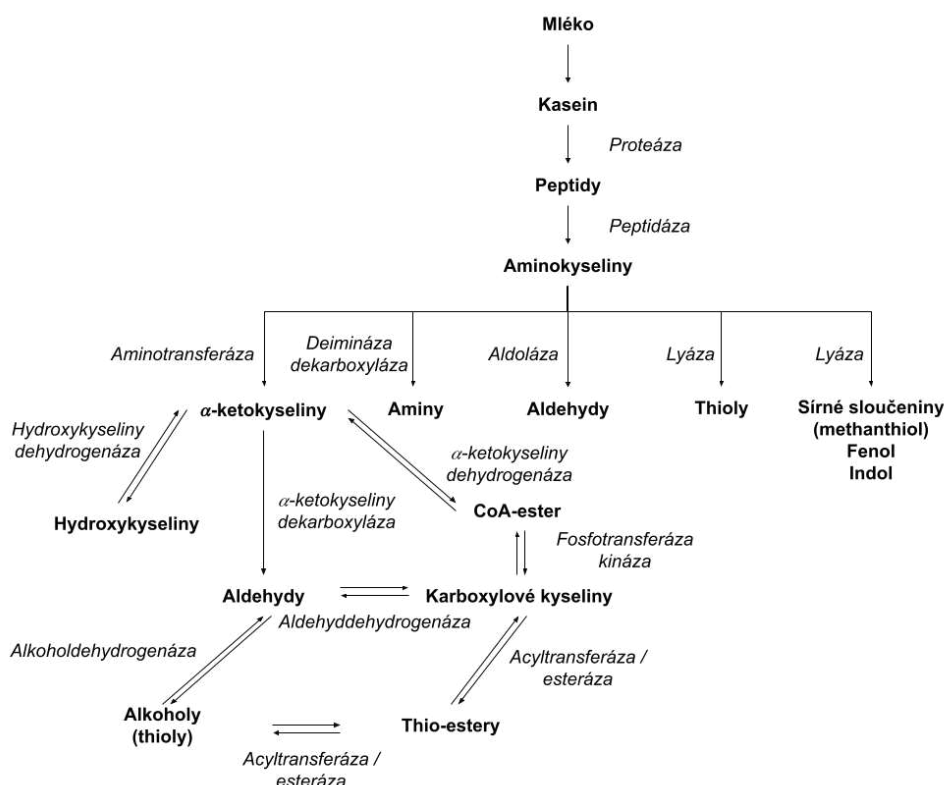 Mléko
Kasein
Proteáza
Peptidy
Peptidáza
Aminokyseliny
Aminotransferáza
Deimináza
dekarboxyláza
Aldoláza
Lyáza
Lyáza
α-ketokyseliny
Aminy
Aldehydy
Thioly
Sírné sloučeniny
(methanthiol)
Fenol
Indol
Hydroxykyseliny
dehydrogenáza
α-ketokyseliny
dehydrogenáza
Hydroxykyseliny
α-ketokyseliny
dekarboxyláza
CoA-ester
Fosfotransferáza
kináza
Aldehydy
Karboxylové kyseliny
Aldehyddehydrogenáza
Alkoholdehydrogenáza
Acyltransferáza /
esteráza
Alkoholy
(thioly)
Thio-estery
Acyltransferáza /
esteráza